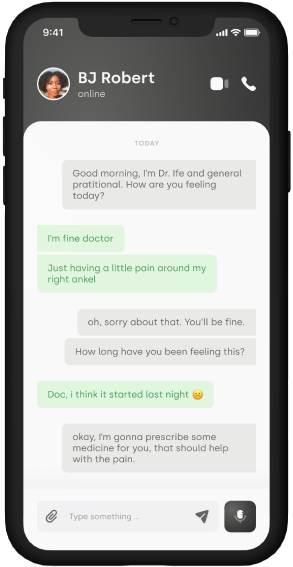 9:41
BJ Robert
online
TODAY
Good morning, I'm Dr. Ife and general
pratitional. How are you feeling
today?
I'm fine doctor
Just having a little pain around my
right ankel
oh, sorry about that. You'll be fine.
How long have you been feeling this?
Doc, i think it started last night 😕
okay, I'm gonna prescribe some
medicine for you, that should help
with the pain.
Type something ...